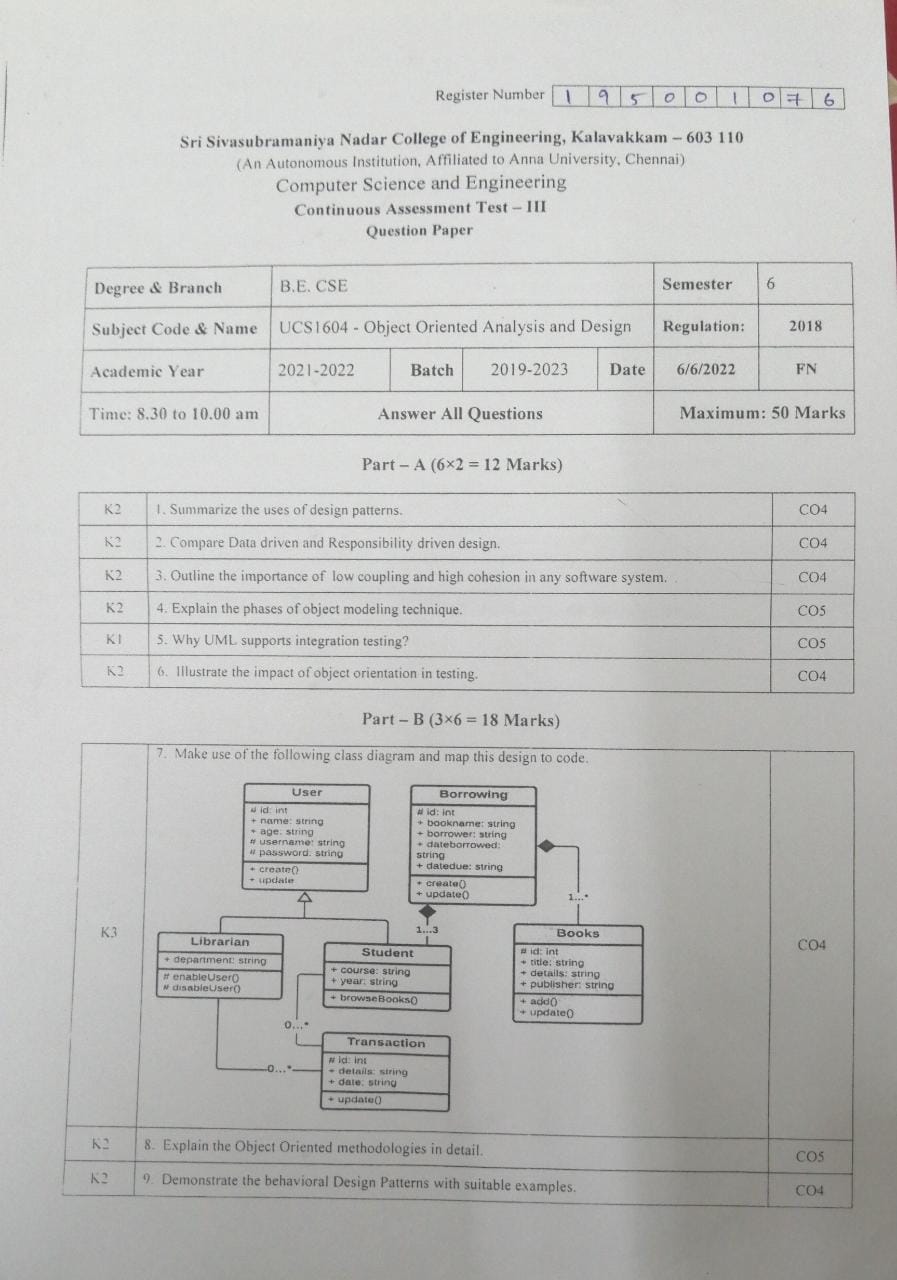 Register Number 1 9 5 0 0 1 0 7 6
Sri Sivasubramaniya Nadar College of Engineering, Kalavakkam – 603 110
(An Autonomous Institution, Affiliated to Anna University, Chennai)
Computer Science and Engineering
Continuous Assessment Test – III
Question Paper
Degree & Branch B.E. CSE Semester 6
Subject Code & Name UCS1604 - Object Oriented Analysis and Design Regulation: 2018
Academic Year 2021-2022 Batch 2019-2023 Date 6/6/2022 FN
Time: 8.30 to 10.00 am Answer All Questions Maximum: 50 Marks
Part – A (6×2 = 12 Marks)
K2 1. Summarize the uses of design patterns. CO4
K2 2. Compare Data driven and Responsibility driven design. CO4
K2 3. Outline the importance of low coupling and high cohesion in any software system. CO4
K2 4. Explain the phases of object modeling technique. CO5
K1 5. Why UML supports integration testing? CO5
K2 6. Illustrate the impact of object orientation in testing. CO4
Part – B (3×6 = 18 Marks)
7. Make use of the following class diagram and map this design to code.
K3
CO4
User
# id: int
+ name: string
+ age: string
# username: string
# password: string
+ create()
+ update
Borrowing
# id: int
+ bookname: string
+ borrower: string
+ dateborrowed:
string
+ datedue: string
+ create()
+ update()
1...*
1...3
Librarian
+ department: string
# enableUser()
# disableUser()
Student
+ course: string
+ year: string
+ browseBooks()
Books
# id: int
+ title: string
+ details: string
+ publisher: string
+ add()
+ update()
0...*
0...*
Transaction
# id: int
+ details: string
+ date: string
+ update()
K2 8. Explain the Object Oriented methodologies in detail. CO5
K2 9. Demonstrate the behavioral Design Patterns with suitable examples. CO4